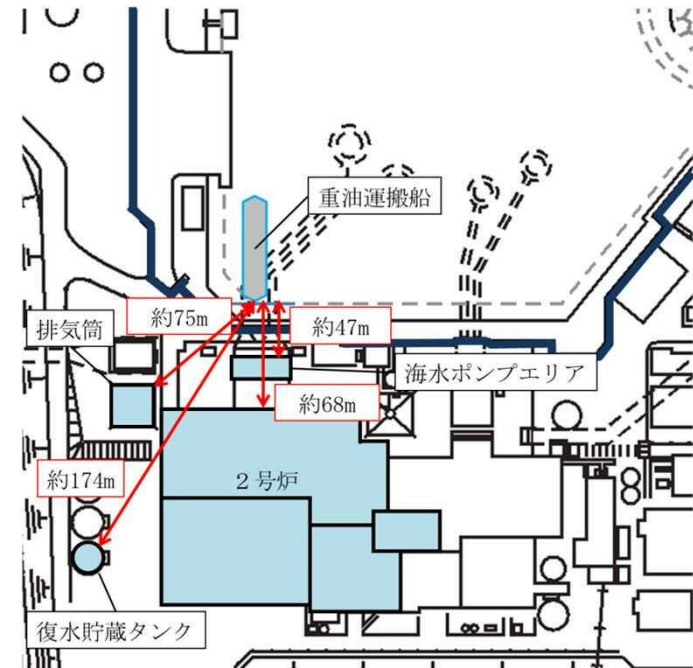 重油運搬船
約75m
約47m
排気筒
海水ポンプエリア
約68m
約174m
2号炉
復水貯蔵タンク